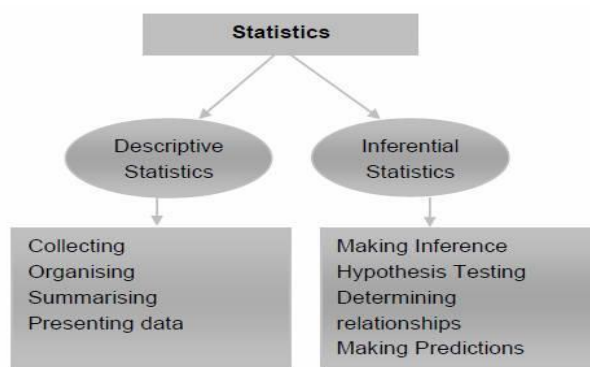 Statistics
Descriptive
Statistics
Inferential
Statistics
Collecting
Organising
Summarising
Presenting data
Making Inference
Hypothesis Testing
Determining
relationships
Making Predictions